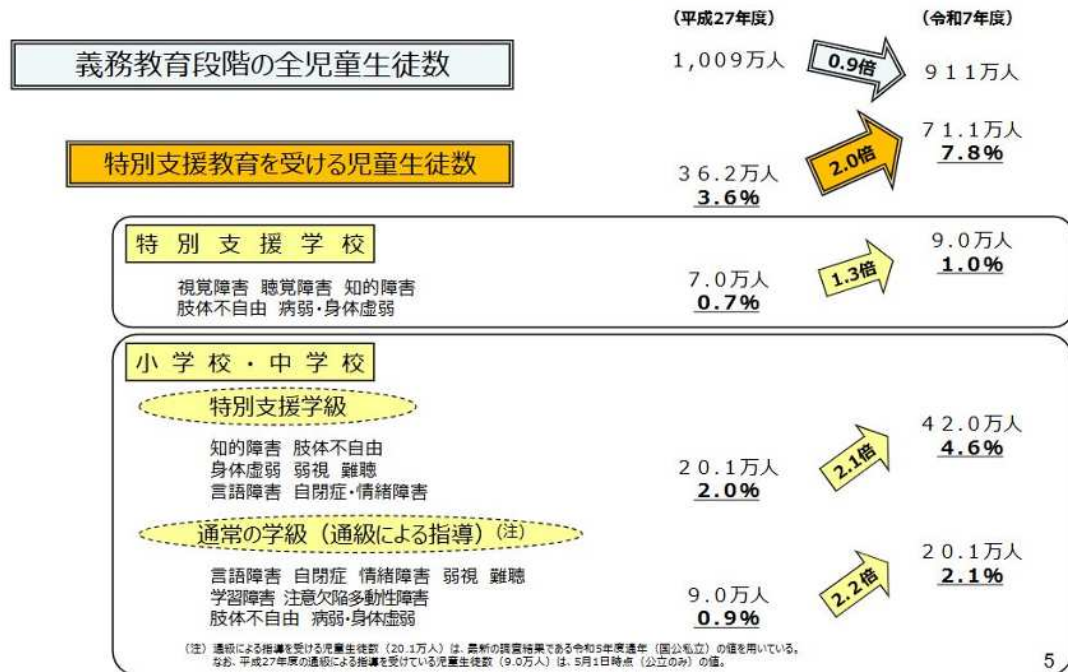 (平成27年度) (令和7年度)
義務教育段階の全児童生徒数 1,009万人 0.9倍 911万人
特別支援教育を受ける児童生徒数 36.2万人 3.6% 2.0倍 71.1万人 7.8%
特別支援学校
視覚障害 聴覚障害 知的障害
肢体不自由 病弱・身体虚弱
7.0万人
0.7%
1.3倍
9.0万人
1.0%
小学校・中学校
特別支援学級
知的障害 肢体不自由
身体虚弱 弱視 難聴
言語障害 自閉症・情緒障害
20.1万人
2.0%
2.1倍
42.0万人
4.6%
通常の学級(通級による指導)(注)
言語障害 自閉症 情緒障害 弱視 難聴
学習障害 注意欠陥多動性障害
肢体不自由 病弱・身体虚弱
9.0万人
0.9%
2.2倍
20.1万人
2.1%
(注)通級による指導を受ける児童生徒数(20.1万人)は、最新の調査結果である令和5年度通年(国公私立)の値を用いている。
なお、平成27年度の通級による指導を受けている児童生徒数(9.0万人)は、5月1日時点(公立のみ)の値。
5